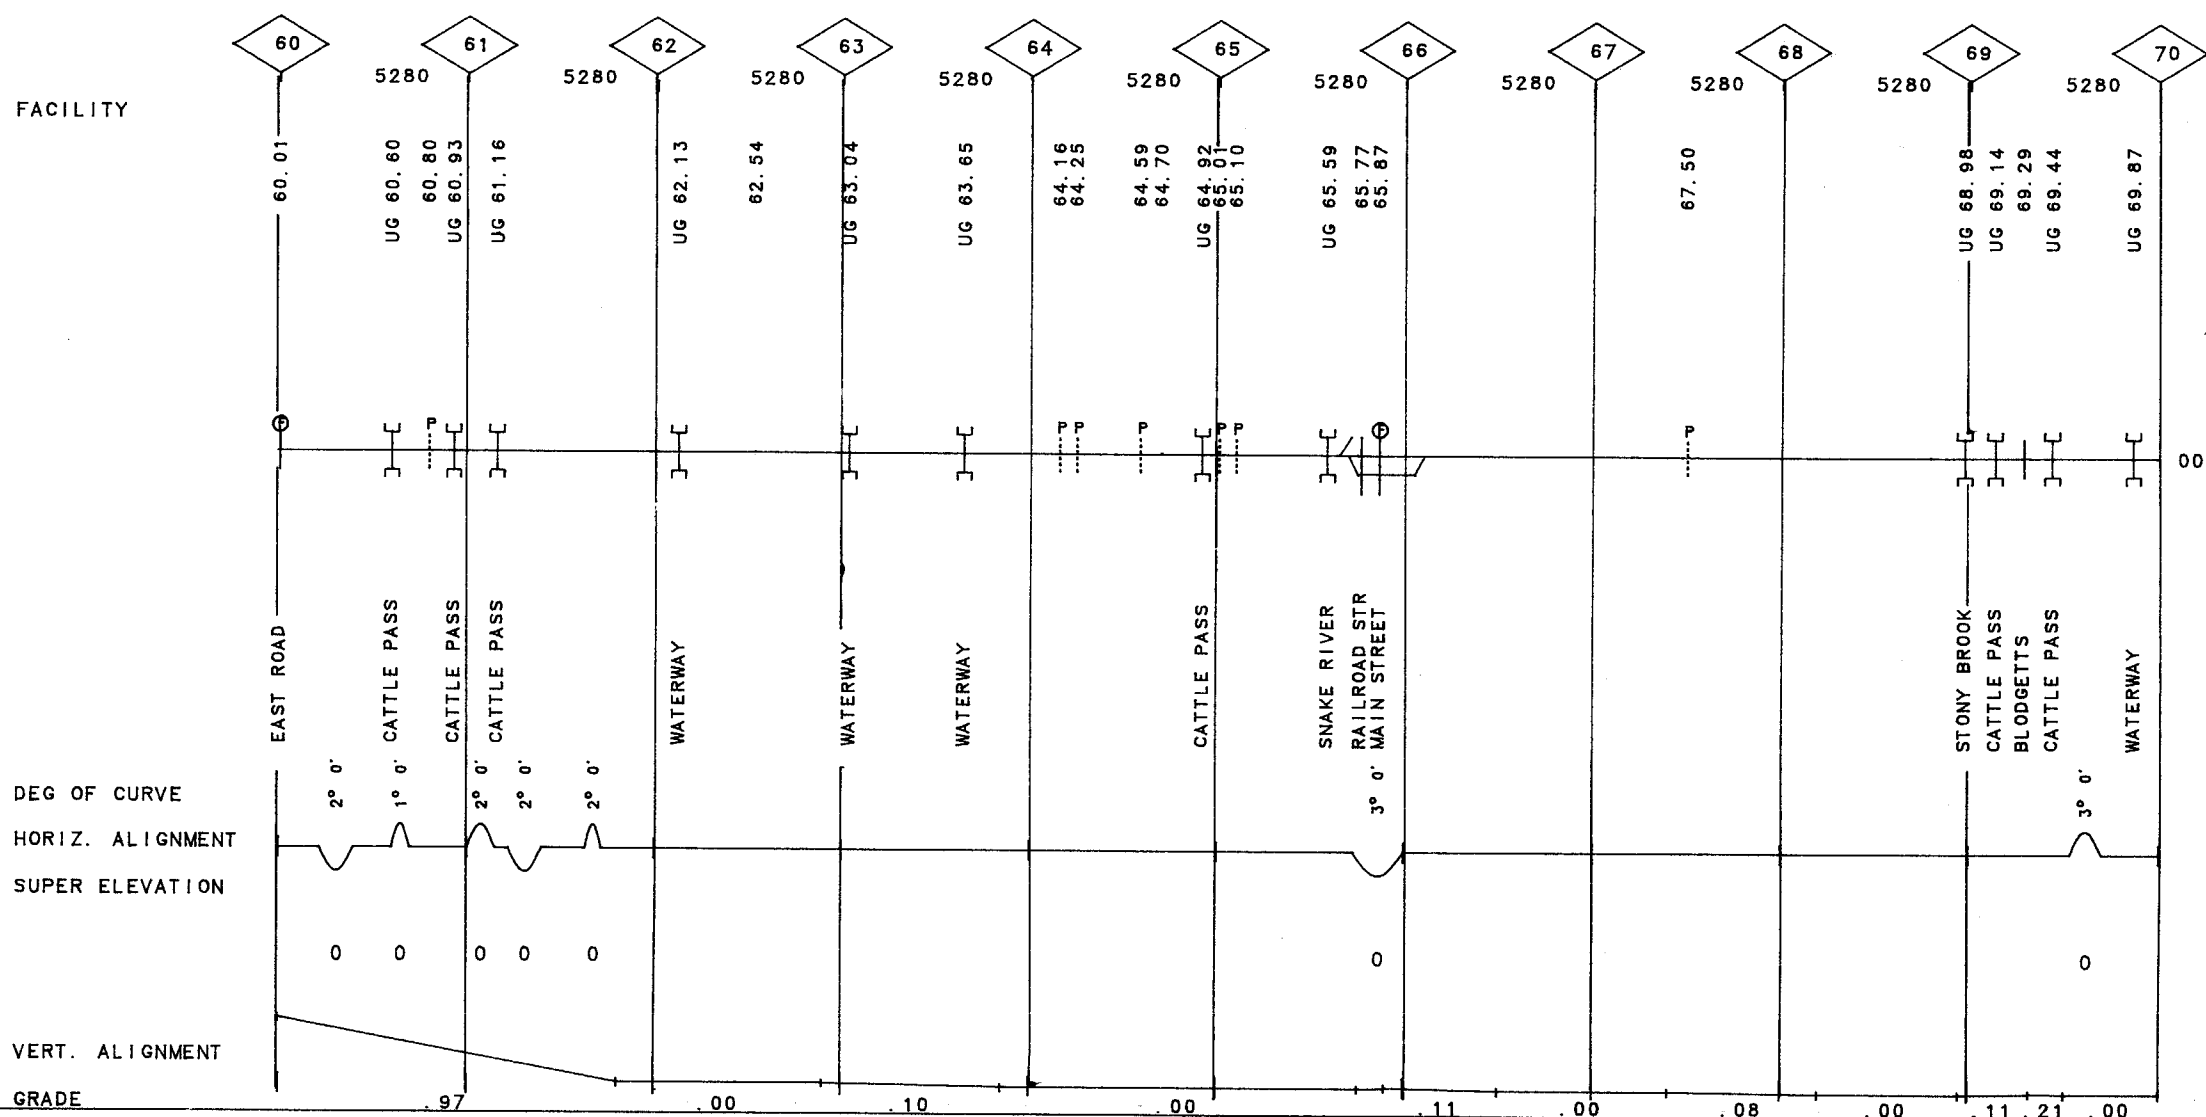 60 61 62 63 64 65 66 67 68 69 70
5280 5280 5280 5280 5280 5280 5280 5280 5280 5280
FACILITY
60.01
UG 60.60
60.80
UG 60.93
UG 61.16
UG 62.13
62.54
UG 63.04
UG 63.65
64.16
64.25
64.59
64.70
UG 64.92
65.01
65.10
UG 65.59
65.77
65.87
67.50
UG 68.98
UG 69.14
69.29
UG 69.44
UG 69.87
F P P P P P P F P
00
EAST ROAD
CATTLE PASS
CATTLE PASS
CATTLE PASS
WATERWAY
WATERWAY
WATERWAY
CATTLE PASS
SNAKE RIVER
RAILROAD STR
MAIN STREET
STONY BROOK
CATTLE PASS
BLODGETTS
CATTLE PASS
WATERWAY
DEG OF CURVE
2° 0'
1° 0'
2° 0'
2° 0'
2° 0'
3° 0'
3° 0'
HORIZ. ALIGNMENT
SUPER ELEVATION
0 0 0 0 0 0 0
VERT. ALIGNMENT
GRADE .97 .00 .10 .00 .11 .00 .08 .00 .11 .21 .00